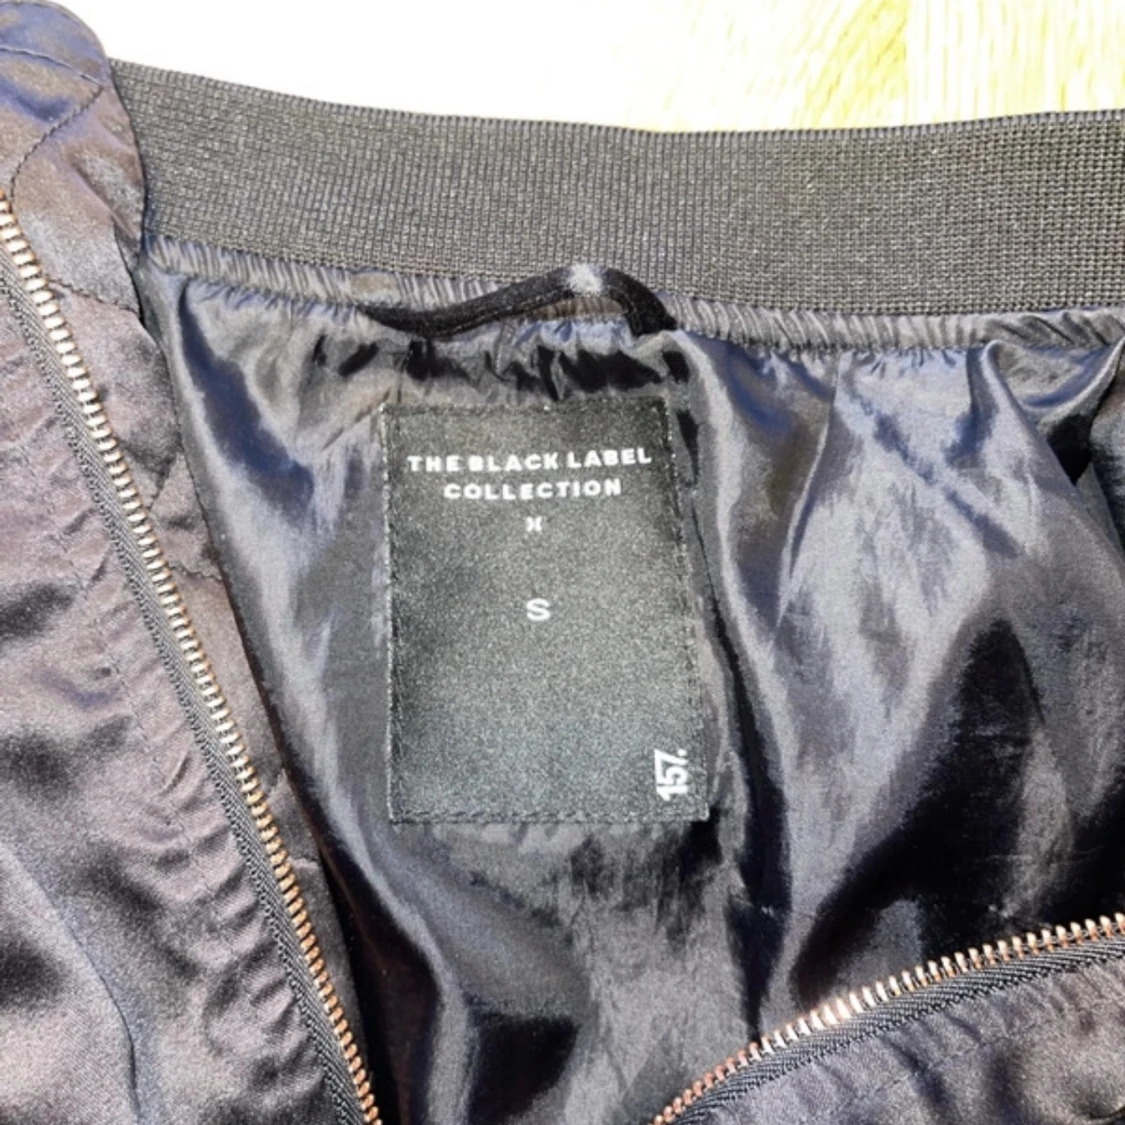 THE BLACK LABEL
COLLECTION
S
157.